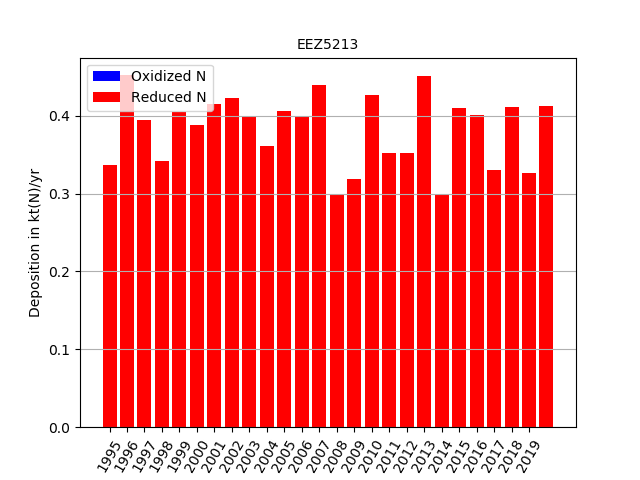 EEZ5213
Oxidized N
Reduced N
Deposition in kt(N)/yr
0.4
0.3
0.2
0.1
0.0
1995 1996 1997 1998 1999 2000 2001 2002 2003 2004 2005 2006 2007 2008 2009 2010 2011 2012 2013 2014 2015 2016 2017 2018 2019